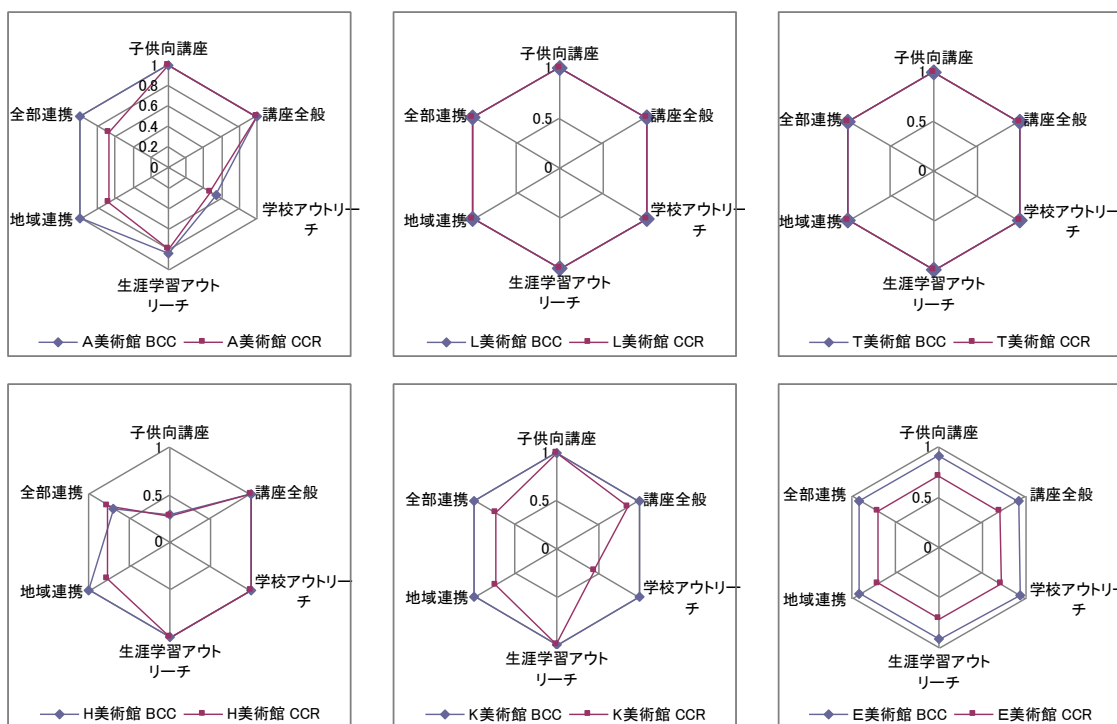 子供向講座
1
0.8
0.6
0.4
0.2
0
講座全般
学校アウトリー
チ
生涯学習アウト
リーチ
地域連携
全部連携
A美術館 BCC
A美術館 CCR
子供向講座
1
0.5
0
講座全般
学校アウトリー
チ
生涯学習アウト
リーチ
地域連携
全部連携
L美術館 BCC
L美術館 CCR
子供向講座
1
0.5
0
講座全般
学校アウトリー
チ
生涯学習アウト
リーチ
地域連携
全部連携
T美術館 BCC
T美術館 CCR
子供向講座
1
0.5
0
講座全般
学校アウトリー
チ
生涯学習アウト
リーチ
地域連携
全部連携
H美術館 BCC
H美術館 CCR
子供向講座
1
0.5
0
講座全般
学校アウトリー
チ
生涯学習アウト
リーチ
地域連携
全部連携
K美術館 BCC
K美術館 CCR
子供向講座
1
0.5
0
講座全般
学校アウトリー
チ
生涯学習アウト
リーチ
地域連携
全部連携
E美術館 BCC
E美術館 CCR